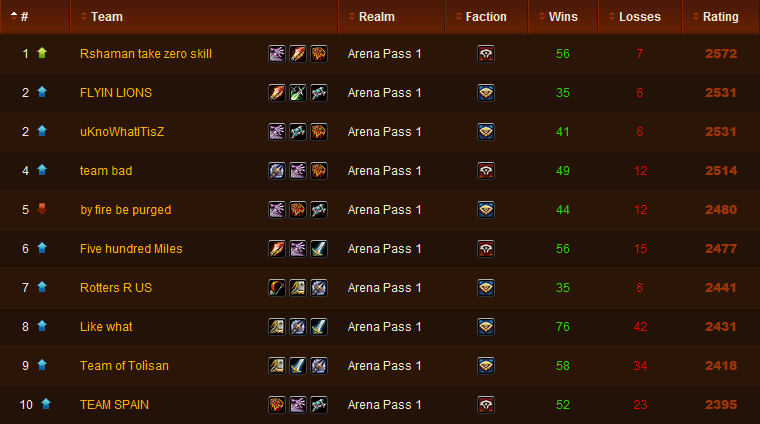 # Team Realm Faction Wins Losses Rating
1 Rshaman take zero skill Arena Pass 1 56 7 2572
2 FLYIN LIONS Arena Pass 1 35 6 2531
2 uKnoWhatITisZ Arena Pass 1 41 6 2531
4 team bad Arena Pass 1 49 12 2514
5 by fire be purged Arena Pass 1 44 12 2480
6 Five hundred Miles Arena Pass 1 56 15 2477
7 Rotters R US Arena Pass 1 35 6 2441
8 Like what Arena Pass 1 76 42 2431
9 Team of Tolìsan Arena Pass 1 58 34 2418
10 TEAM SPAIN Arena Pass 1 52 23 2395